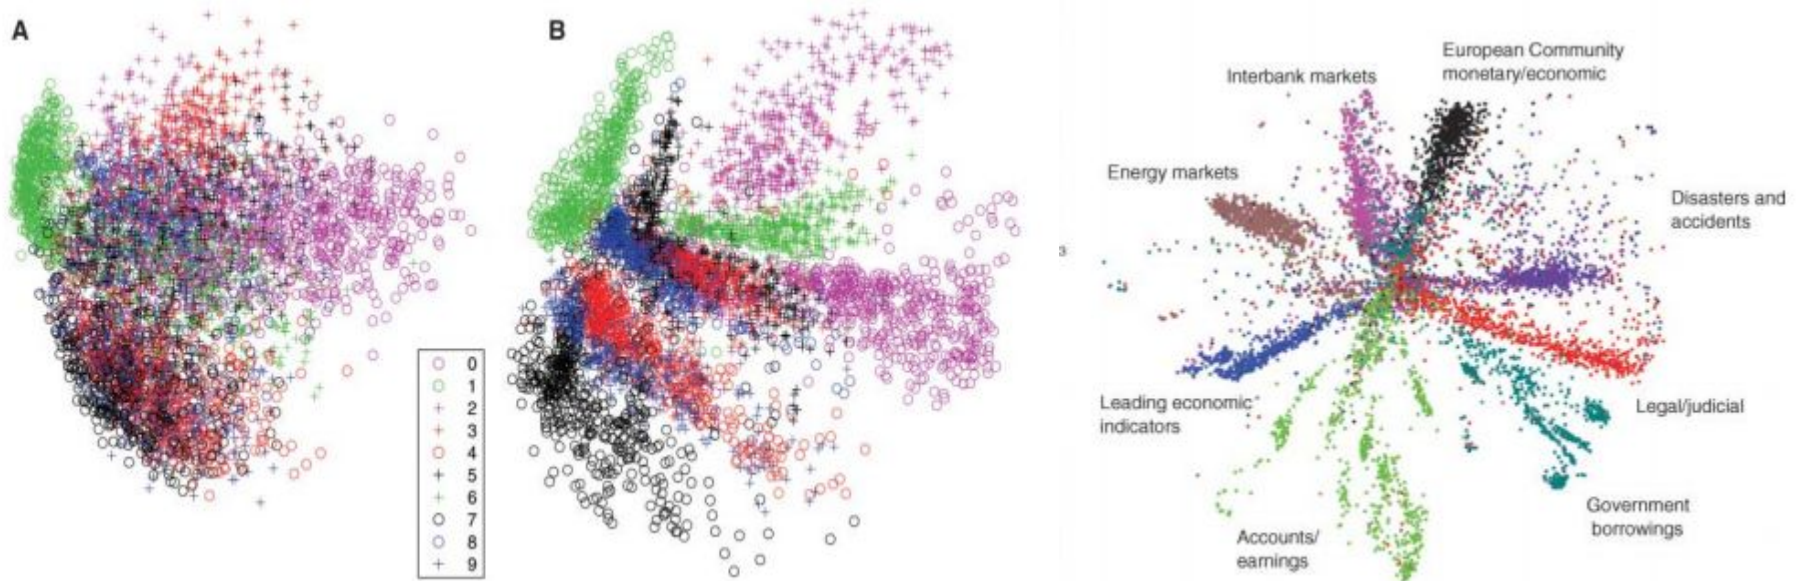 A
B
0
1
2
3
4
5
6
7
8
9
European Community
monetary/economic
Interbank markets
Energy markets
Disasters and
accidents
Leading economic
indicators
Legal/judicial
Government
borrowings
Accounts/
earnings